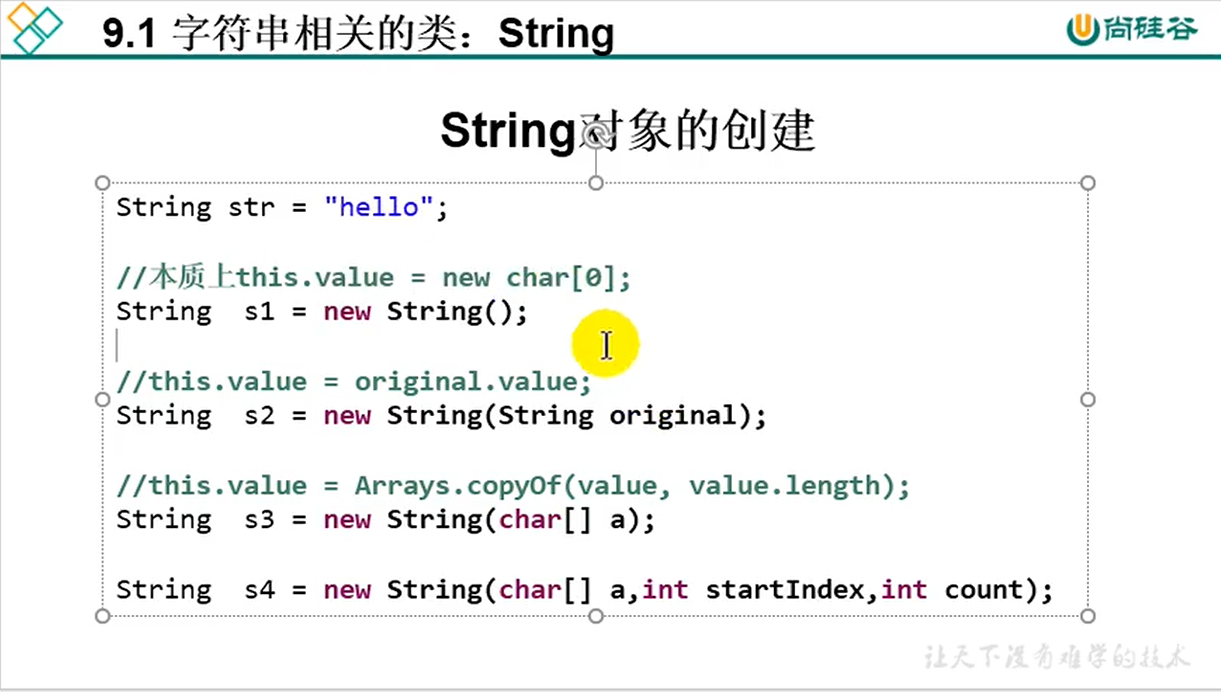 9.1 字符串相关的类：String
尚硅谷
String对象的创建
String str = "hello";
//本质上this.value = new char[0];
String  s1 = new String();
//this.value = original.value;
String  s2 = new String(String original);
//this.value = Arrays.copyOf(value, value.length);
String  s3 = new String(char[] a);
String  s4 = new String(char[] a,int startIndex,int count);
让天下没有难学的技术